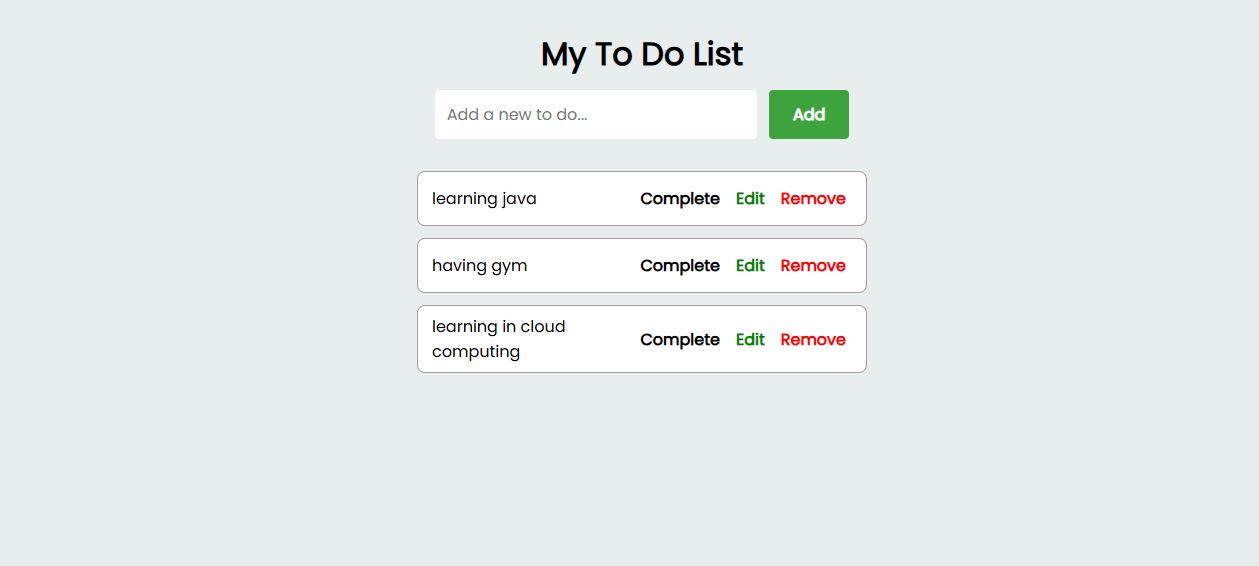 My To Do List
Add a new to do...
Add
learning java
Complete Edit Remove
having gym
Complete Edit Remove
learning in cloud
computing
Complete Edit Remove